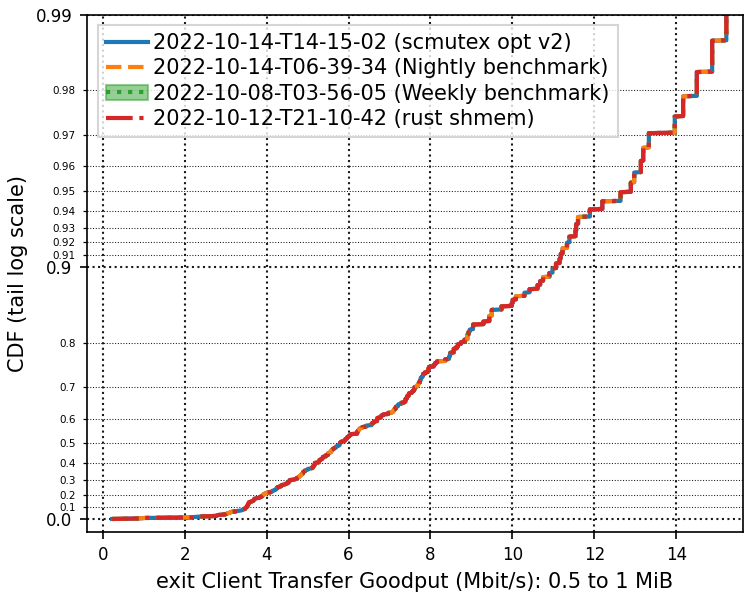 0.99
2022-10-14-T14-15-02 (scmutex opt v2)
2022-10-14-T06-39-34 (Nightly benchmark)
2022-10-08-T03-56-05 (Weekly benchmark)
2022-10-12-T21-10-42 (rust shmem)
0.98
0.97
0.96
0.95
0.94
0.93
0.92
0.91
0.9
0.8
0.7
0.6
0.5
0.4
0.3
0.2
0.1
0.0
CDF (tail log scale)
0 2 4 6 8 10 12 14
exit Client Transfer Goodput (Mbit/s): 0.5 to 1 MiB